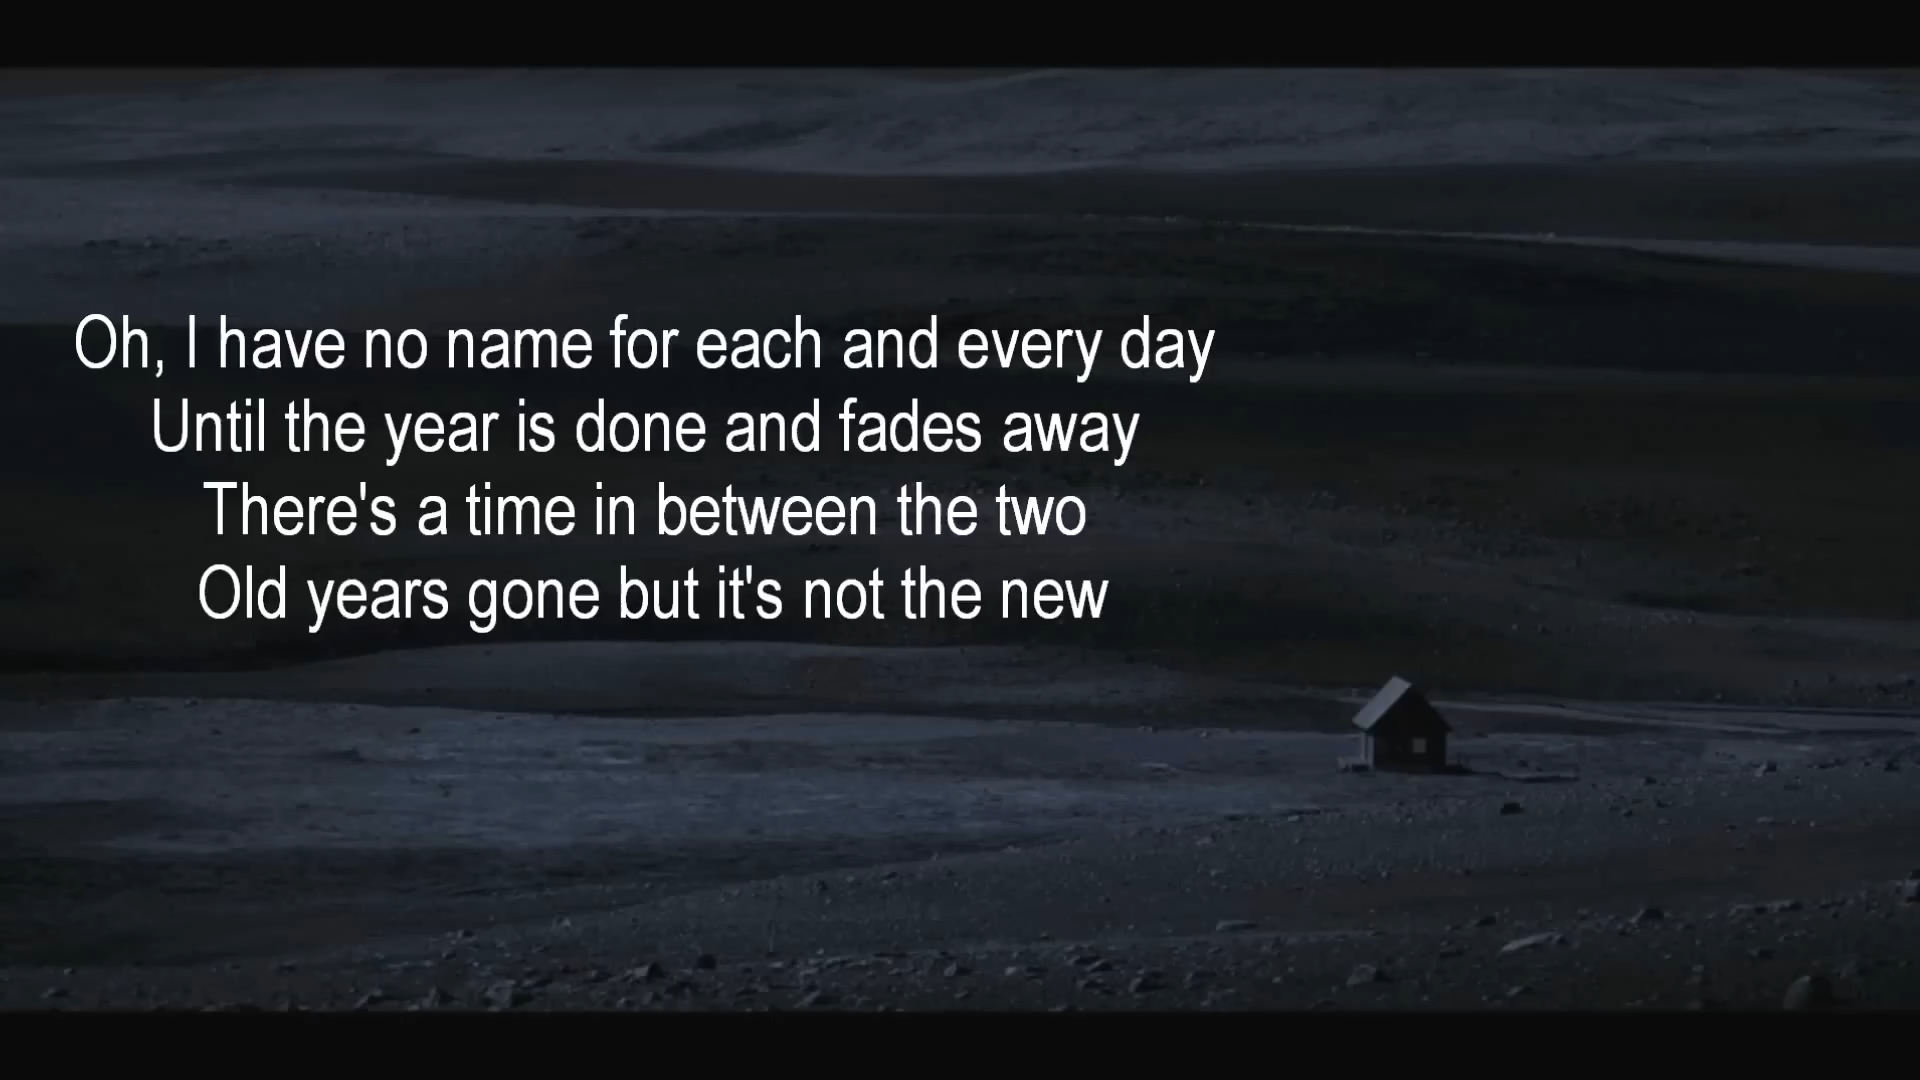 Oh, I have no name for each and every day
Until the year is done and fades away
There's a time in between the two
Old years gone but it's not the new